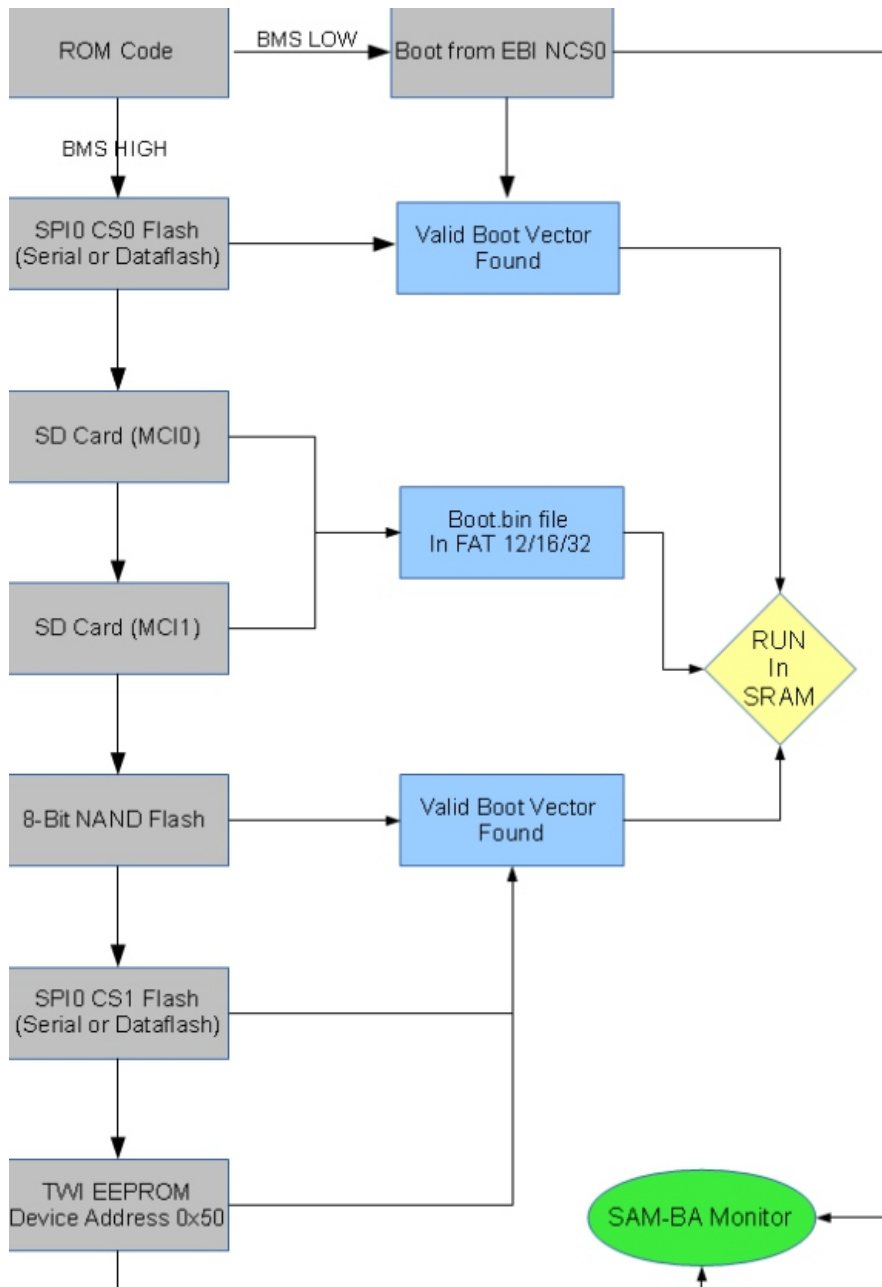 ROM Code
BMS LOW
Boot from EBI NCS0
BMS HIGH
SPI0 CS0 Flash
(Serial or Dataflash)
Valid Boot Vector
Found
SD Card (MCI0)
Boot.bin file
In FAT 12/16/32
SD Card (MCI1)
RUN
In
SRAM
8-Bit NAND Flash
Valid Boot Vector
Found
SPI0 CS1 Flash
(Serial or Dataflash)
TWI EEPROM
Device Address 0x50
SAM-BA Monitor